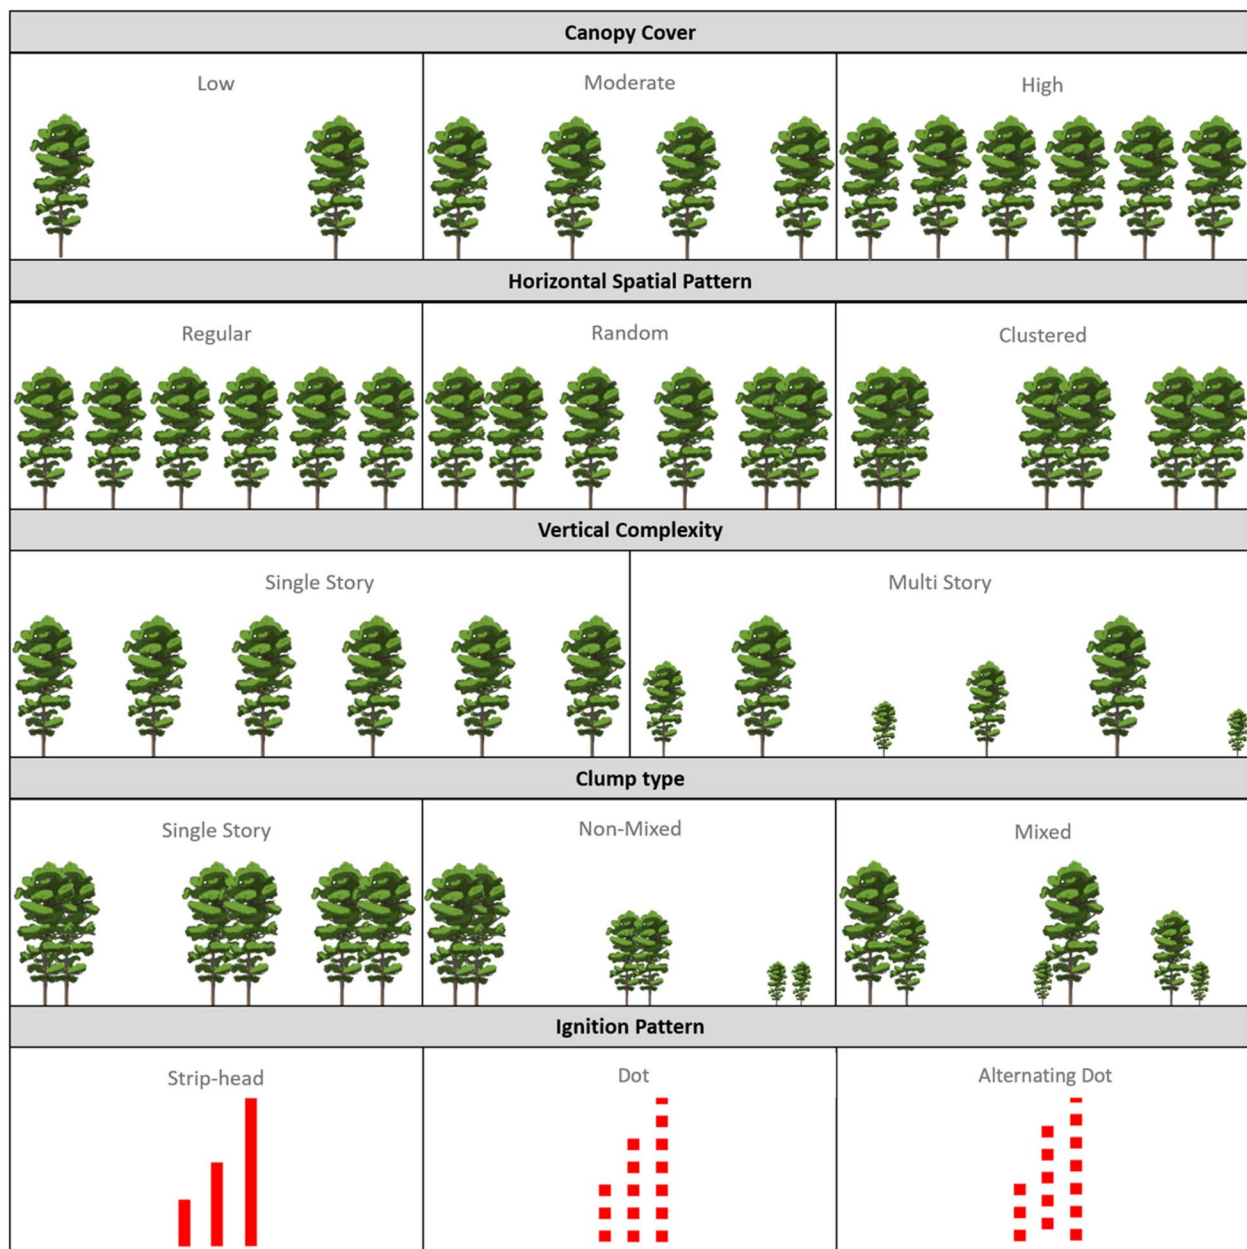 Canopy Cover
Low Moderate High
Horizontal Spatial Pattern
Regular Random Clustered
Vertical Complexity
Single Story Multi Story
Clump type
Single Story Non-Mixed Mixed
Ignition Pattern
Strip-head Dot Alternating Dot